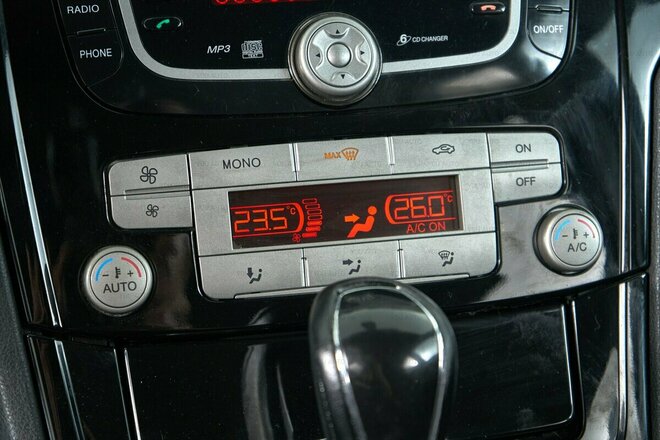 RADIO
PHONE
MP3
6 CD CHANGER
ON/OFF
MONO
MAX
ON
OFF
23.5°C
26.0°C
A/C ON
- +
AUTO
- +
A/C